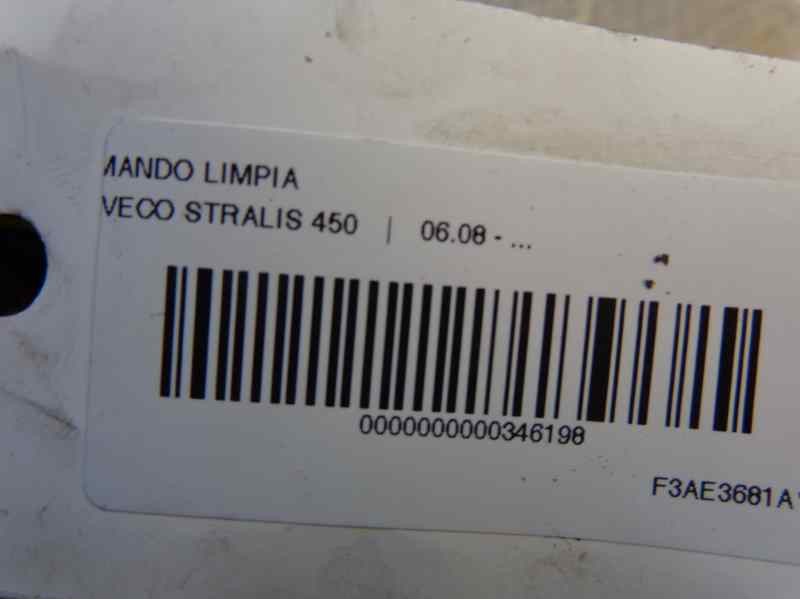 MANDO LIMPIA
VECO STRALIS 450 | 06.08 - ...
0000000000346198
F3AE3681A